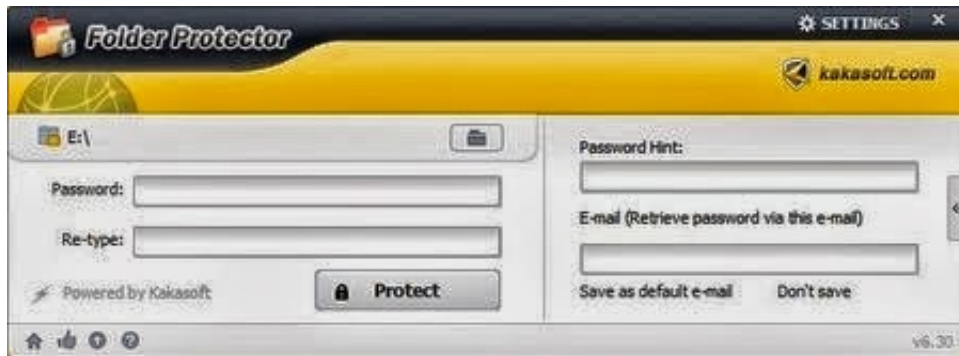 Folder Protector
SETTINGS
kakasoft.com
E:\
Password:
Re-type:
Powered by Kakasoft
Protect
Password Hint:
E-mail (Retrieve password via this e-mail)
Save as default e-mail Don't save
v6.30